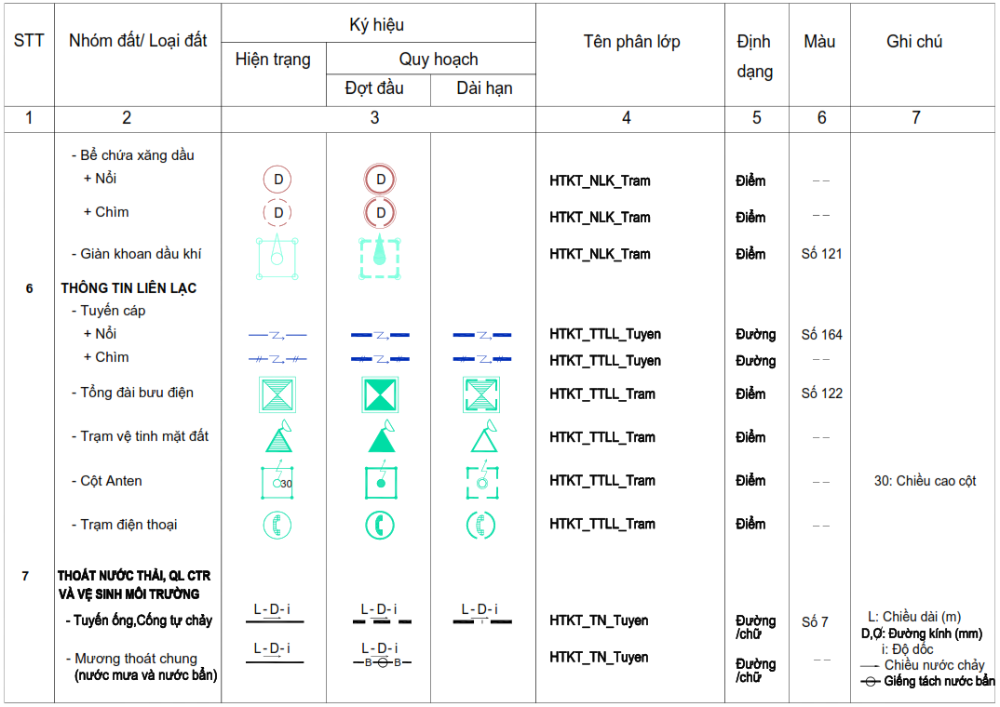 STT
Nhóm đất/ Loại đất
Ký hiệu
Hiện trạng
Quy hoạch
Đợt đầu
Dài hạn
Tên phân lớp
Định
dạng
Màu
Ghi chú
1 2 3 4 5 6 7
- Bể chứa xăng dầu
+ Nổi D D HTKT_NLK_Tram Điểm – –
+ Chìm D D HTKT_NLK_Tram Điểm – –
- Giàn khoan dầu khí HTKT_NLK_Tram Điểm Số 121
6 THÔNG TIN LIÊN LẠC
- Tuyến cáp
+ Nổi HTKT_TTLL_Tuyen Đường Số 164
+ Chìm HTKT_TTLL_Tuyen Đường – –
- Tổng đài bưu điện HTKT_TTLL_Tram Điểm Số 122
- Trạm vệ tinh mặt đất HTKT_TTLL_Tram Điểm – –
- Cột Anten 30 HTKT_TTLL_Tram Điểm – – 30: Chiều cao cột
- Trạm điện thoại HTKT_TTLL_Tram Điểm – –
7 THOÁT NƯỚC THẢI, QL CTR
VÀ VỆ SINH MÔI TRƯỜNG
- Tuyến ống,Cống tự chảy L-D-i L-D-i L-D-i HTKT_TN_Tuyen Đường
/chữ
Số 7
L: Chiều dài (m)
D,Ø: Đường kính (mm)
i: Độ dốc
- Mương thoát chung L-D-i L-D-i HTKT_TN_Tuyen Đường
/chữ
– –
(nước mưa và nước bẩn) B B
Chiều nước chảy
Giếng tách nước bẩn